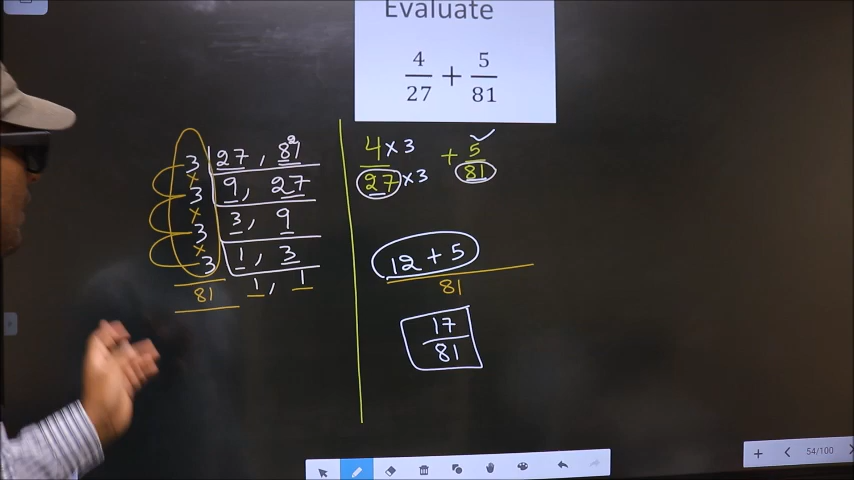 Evaluate
4/27 + 5/81
3 | 27, 81
3 | 9, 27
3 | 3, 9
3 | 1, 3
81 1, 1
4 × 3 / 27 × 3 + 5/81
12 + 5
81
17
81
54/100